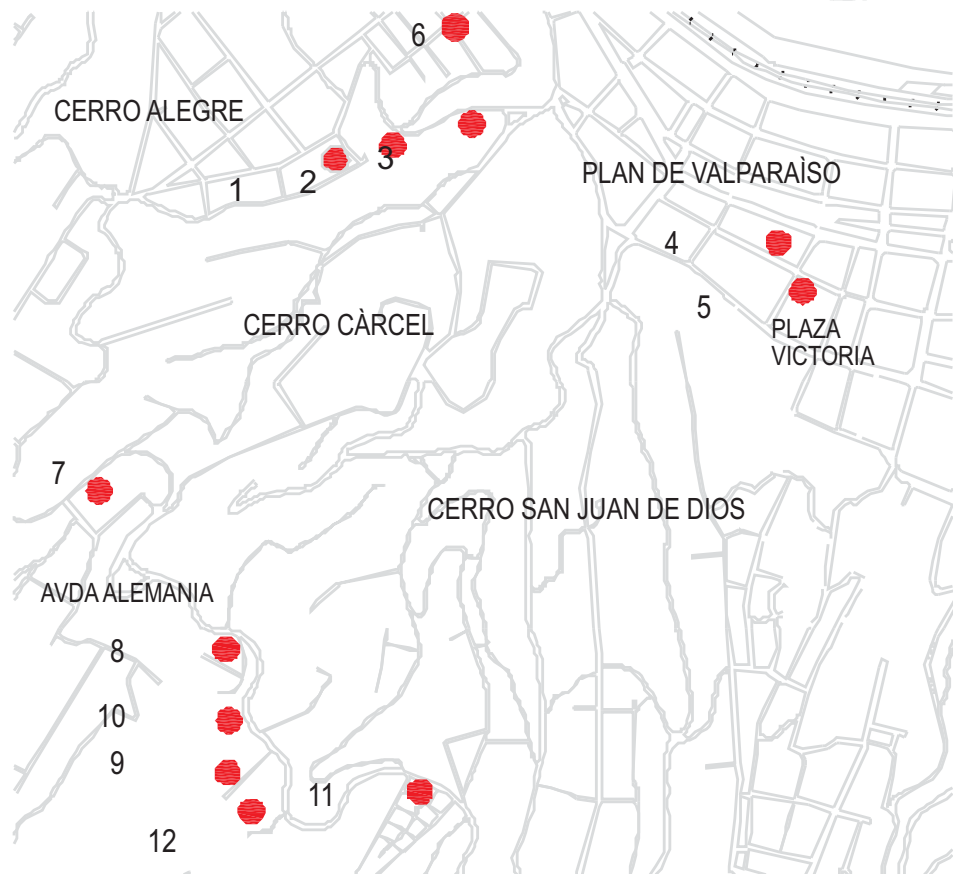 6
CERRO ALEGRE
3
PLAN DE VALPARAÌSO
2
1
4
5
CERRO CÀRCEL
PLAZA
VICTORIA
7
CERRO SAN JUAN DE DIOS
AVDA ALEMANIA
8
10
9
11
12